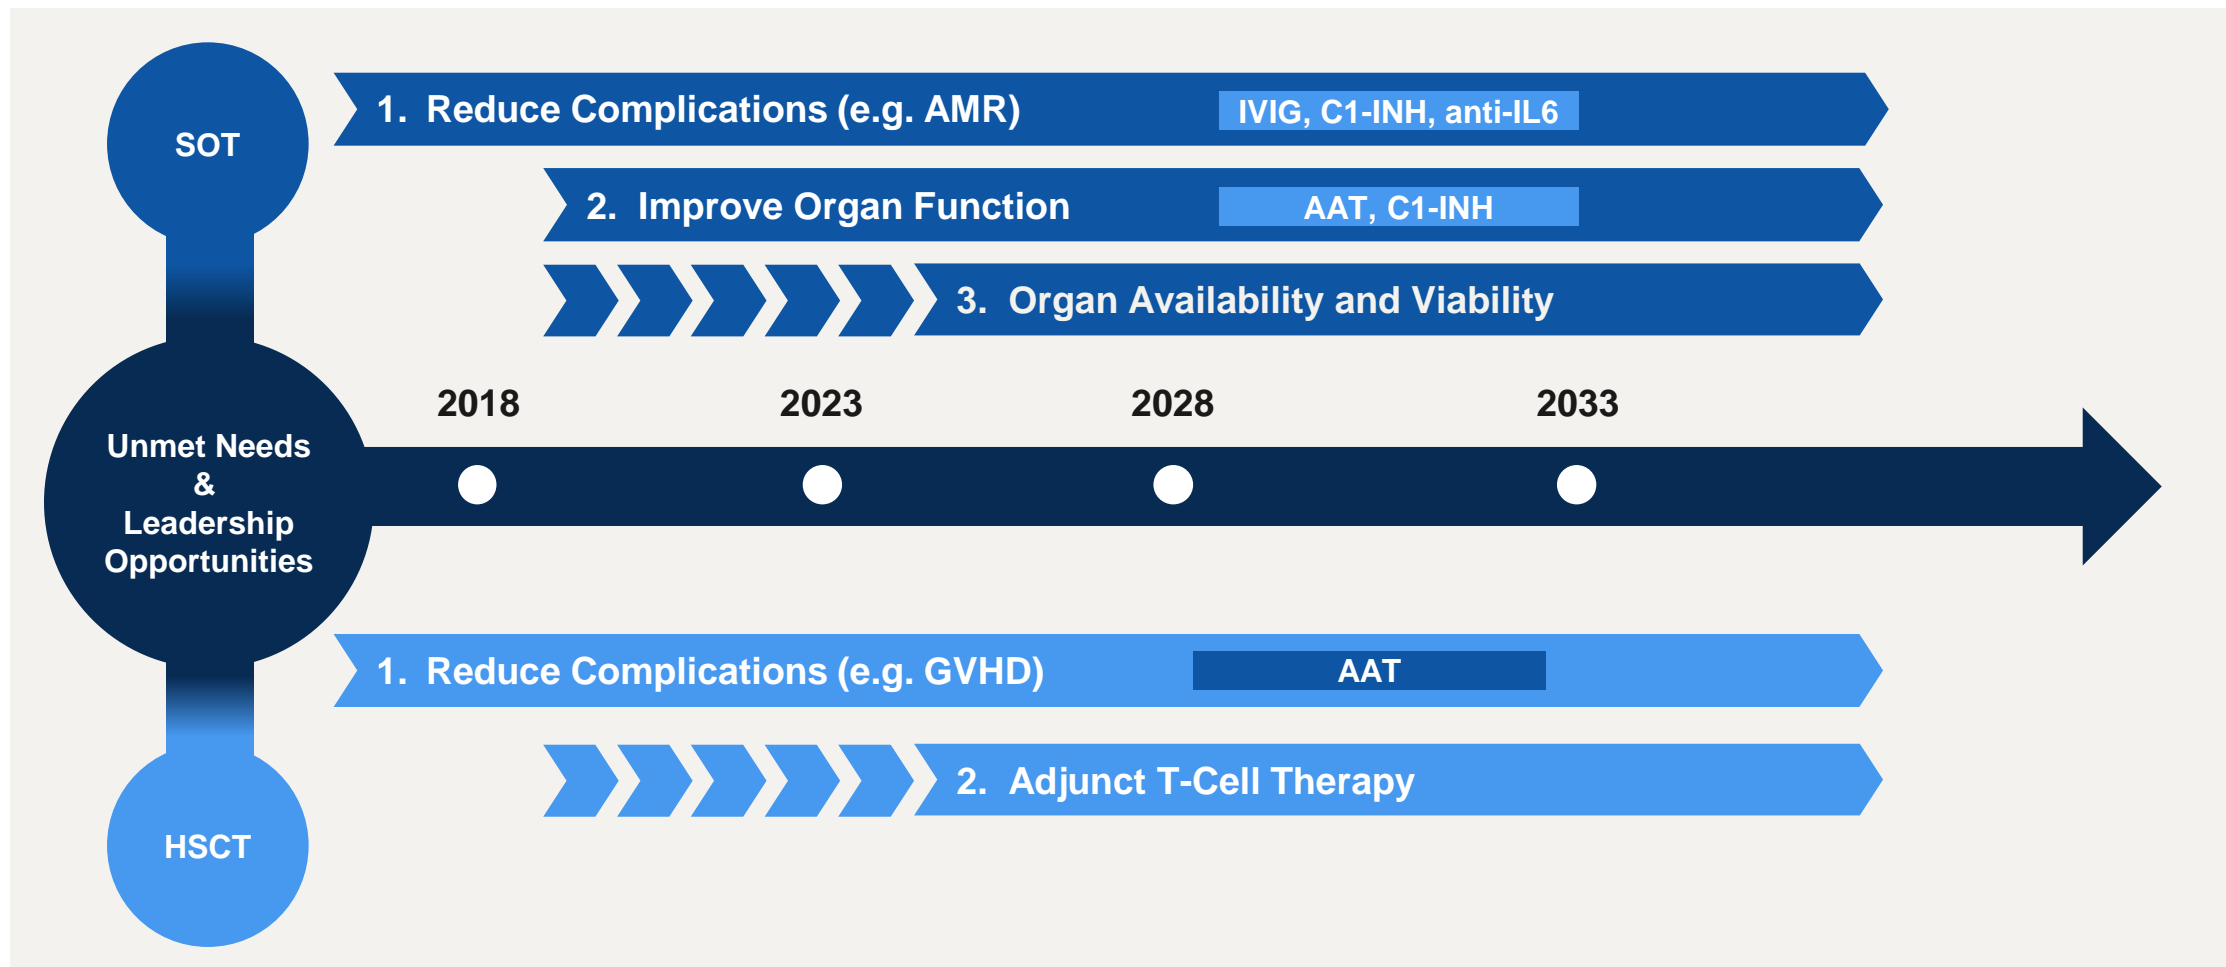 SOT
1. Reduce Complications (e.g. AMR)
IVIG, C1-INH, anti-IL6
2. Improve Organ Function
AAT, C1-INH
3. Organ Availability and Viability
2018
2023
2028
2033
Unmet Needs
&
Leadership
Opportunities
1. Reduce Complications (e.g. GVHD)
AAT
2. Adjunct T-Cell Therapy
HSCT